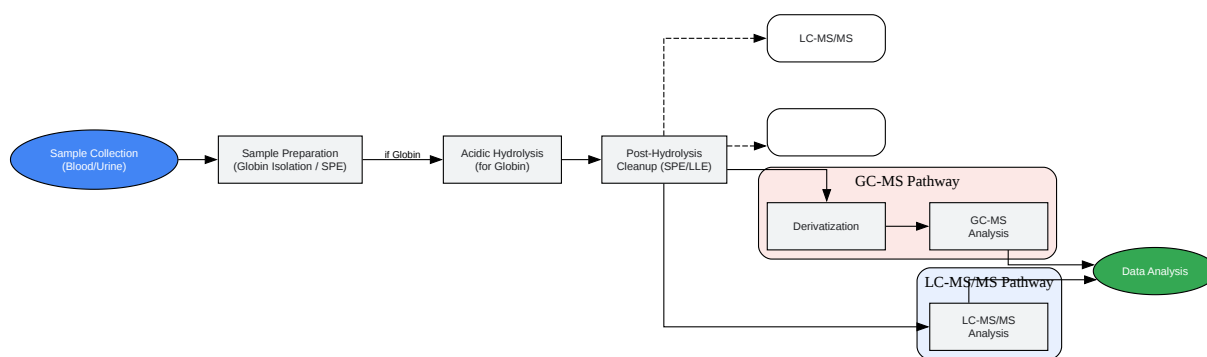 LC-MS/MS
Sample Collection
(Blood/Urine)
Sample Preparation
(Globin Isolation / SPE)
if Globin
Acidic Hydrolysis
(for Globin)
Post-Hydrolysis
Cleanup (SPE/LLE)
GC-MS Pathway
Derivatization
GC-MS
Analysis
LC-MS/MS Pathway
LC-MS/MS
Analysis
Data Analysis